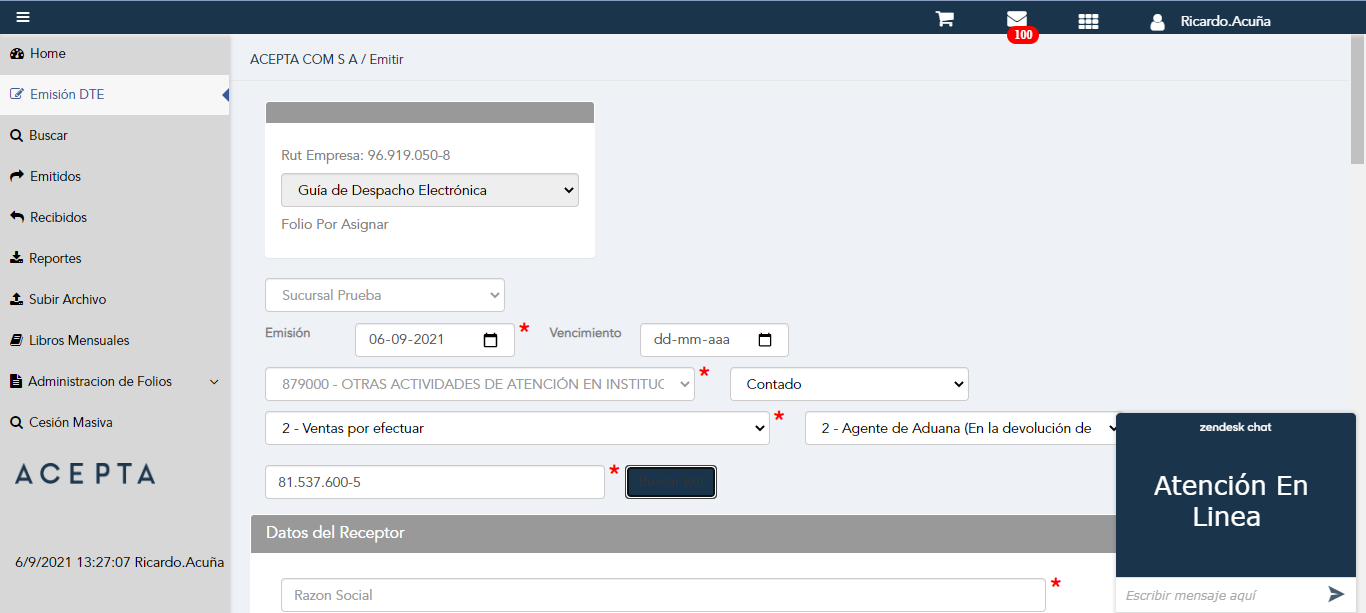 Ricardo.Acuña
100
Home
Emisión DTE
Buscar
Emitidos
Recibidos
Reportes
Subir Archivo
Libros Mensuales
Administracion de Folios
Cesión Masiva
ACEPTA
6/9/2021 13:27:07 Ricardo.Acuña
ACEPTA COM S A / Emitir
Rut Empresa: 96.919.050-8
Guía de Despacho Electrónica
Folio Por Asignar
Sucursal Prueba
Emisión 06-09-2021 * Vencimiento dd-mm-aaa
879000 - OTRAS ACTIVIDADES DE ATENCIÓN EN INSTITUC * Contado
2 - Ventas por efectuar * 2 - Agente de Aduana (En la devolución de
81.537.600-5 *
Datos del Receptor
Razon Social *
zendesk chat
Atención En
Linea
Escribir mensaje aquí